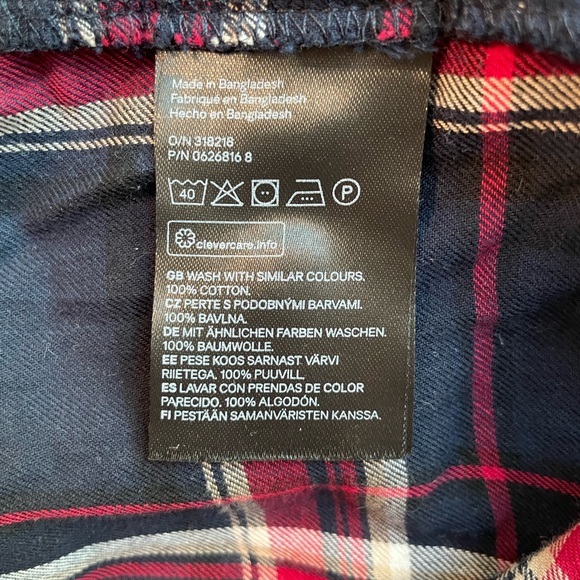 Made in Bangladesh
Fabriqué en Bangladesh
Hecho en Bangladesh
O/N 318218
P/N 0626816 8
40
P
clevercare.info
GB WASH WITH SIMILAR COLOURS.
100% COTTON.
CZ PERTE S PODOBNÝMI BARVAMI.
100% BAVLNA.
DE MIT ÄHNLICHEN FARBEN WASCHEN.
100% BAUMWOLLE.
EE PESE KOOS SARNAST VÄRVI
RIIETEGA. 100% PUUVILL.
ES LAVAR CON PRENDAS DE COLOR
PARECIDO. 100% ALGODÓN.
FI PESTÄÄN SAMANVÄRISTEN KANSSA.